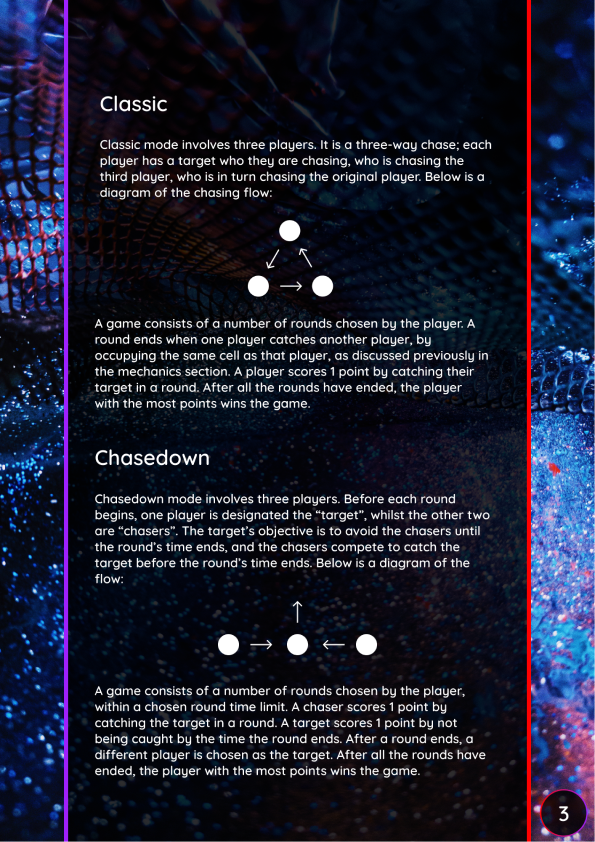 Classic
Classic mode involves three players. It is a three-way chase; each
player has a target who they are chasing, who is chasing the
third player, who is in turn chasing the original player. Below is a
diagram of the chasing flow:
A game consists of a number of rounds chosen by the player. A
round ends when one player catches another player, by
occupying the same cell as that player, as discussed previously in
the mechanics section. A player scores 1 point by catching their
target in a round. After all the rounds have ended, the player
with the most points wins the game.
Chasedown
Chasedown mode involves three players. Before each round
begins, one player is designated the “target”, whilst the other two
are “chasers”. The target’s objective is to avoid the chasers until
the round’s time ends, and the chasers compete to catch the
target before the round’s time ends. Below is a diagram of the
flow:
A game consists of a number of rounds chosen by the player,
within a chosen round time limit. A chaser scores 1 point by
catching the target in a round. A target scores 1 point by not
being caught by the time the round ends. After a round ends, a
different player is chosen as the target. After all the rounds have
ended, the player with the most points wins the game.
3